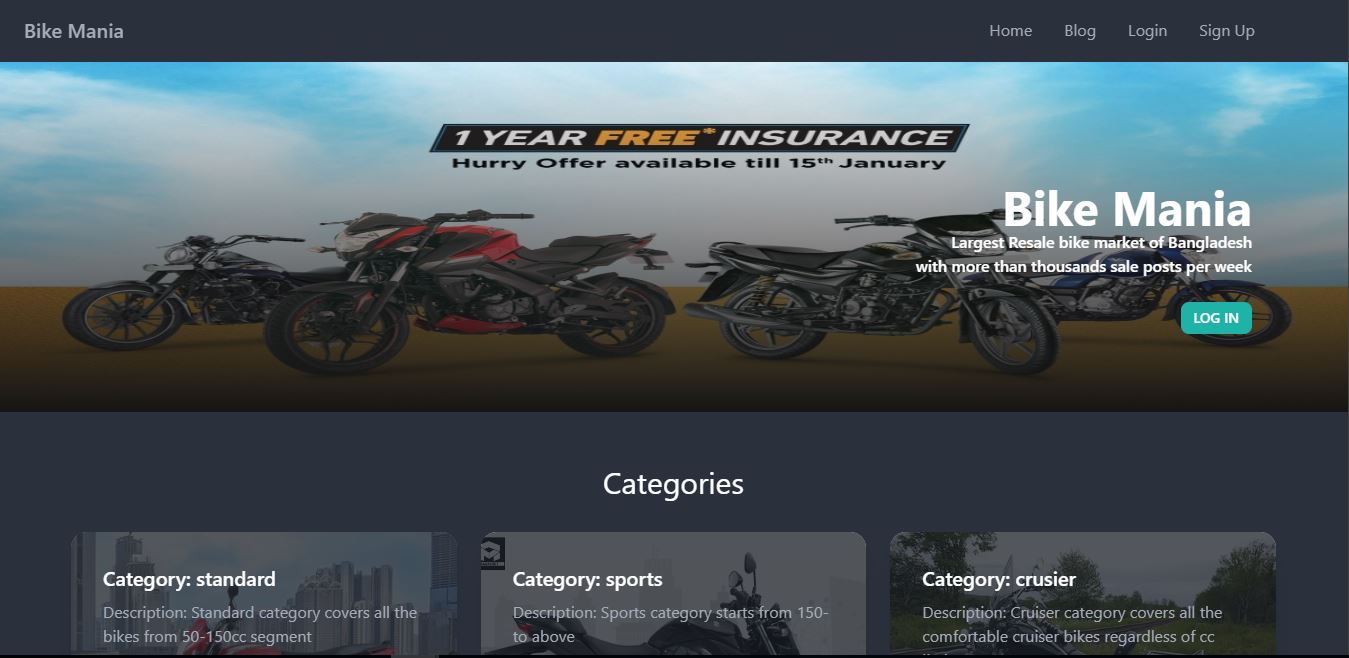 Bike Mania
Home Blog Login Sign Up
1 YEAR FREE* INSURANCE
Hurry Offer available till 15th January
Bike Mania
Largest Resale bike market of Bangladesh
with more than thousands sale posts per week
LOG IN
Categories
Category: standard
Description: Standard category covers all the
bikes from 50-150cc segment
Category: sports
Description: Sports category starts from 150-
to above
Category: crusier
Description: Cruiser category covers all the
comfortable cruiser bikes regardless of cc